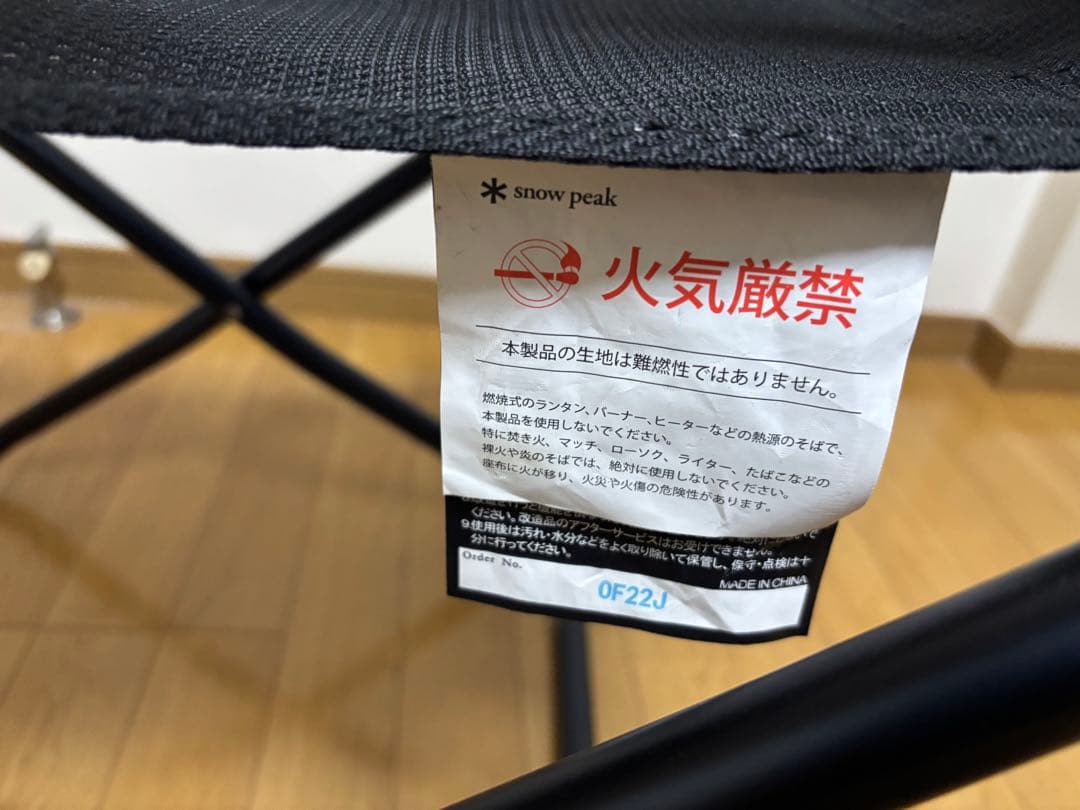 snow peak
火気厳禁
本製品の生地は難燃性ではありません。
燃焼式のランタン、バーナー、ヒーターなどの熱源のそばで、
本製品を使用しないでください。
特に焚き火、マッチ、ローソク、ライター、たばこなどの
裸火や炎のそばでは、絶対に使用しないでください。
座布に火が移り、火災や火傷の危険性があります。
ください。改造品のアフターサービスはお受けできません。
9.使用後は汚れ・水分などをよく取り除いて保管し、保守・点検は十
分に行ってください。
MADE IN CHINA
Order No.
0F22J